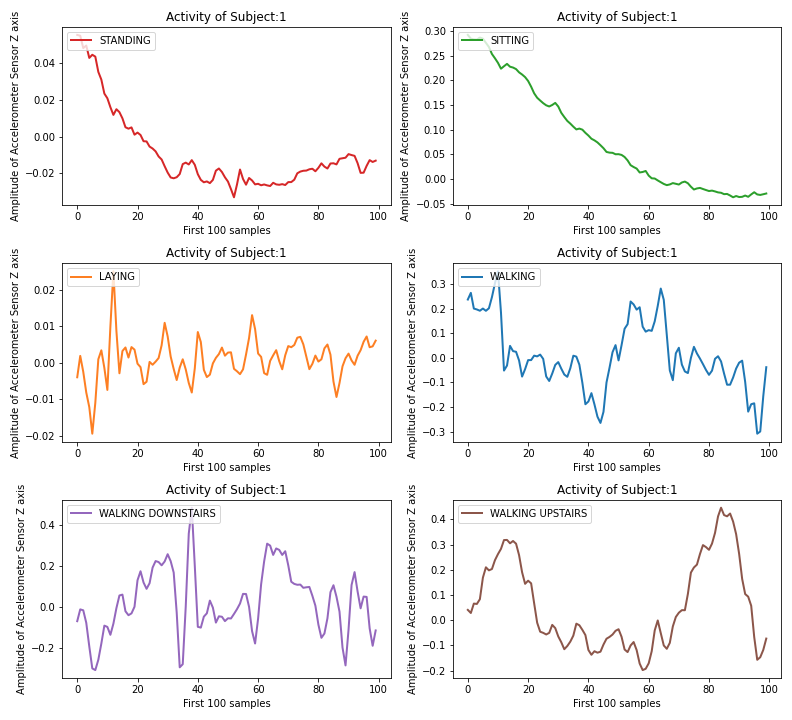 Activity of Subject:1
Amplitude of Accelerometer Sensor Z axis
STANDING
0.04
0.02
0.00
−0.02
0 20 40 60 80 100
First 100 samples
Activity of Subject:1
Amplitude of Accelerometer Sensor Z axis
SITTING
0.30
0.25
0.20
0.15
0.10
0.05
0.00
−0.05
0 20 40 60 80 100
First 100 samples
Activity of Subject:1
Amplitude of Accelerometer Sensor Z axis
LAYING
0.02
0.01
0.00
−0.01
−0.02
0 20 40 60 80 100
First 100 samples
Activity of Subject:1
Amplitude of Accelerometer Sensor Z axis
WALKING
0.3
0.2
0.1
0.0
−0.1
−0.2
−0.3
0 20 40 60 80 100
First 100 samples
Activity of Subject:1
Amplitude of Accelerometer Sensor Z axis
WALKING DOWNSTAIRS
0.4
0.2
0.0
−0.2
0 20 40 60 80 100
First 100 samples
Activity of Subject:1
Amplitude of Accelerometer Sensor Z axis
WALKING UPSTAIRS
0.4
0.3
0.2
0.1
0.0
−0.1
−0.2
0 20 40 60 80 100
First 100 samples